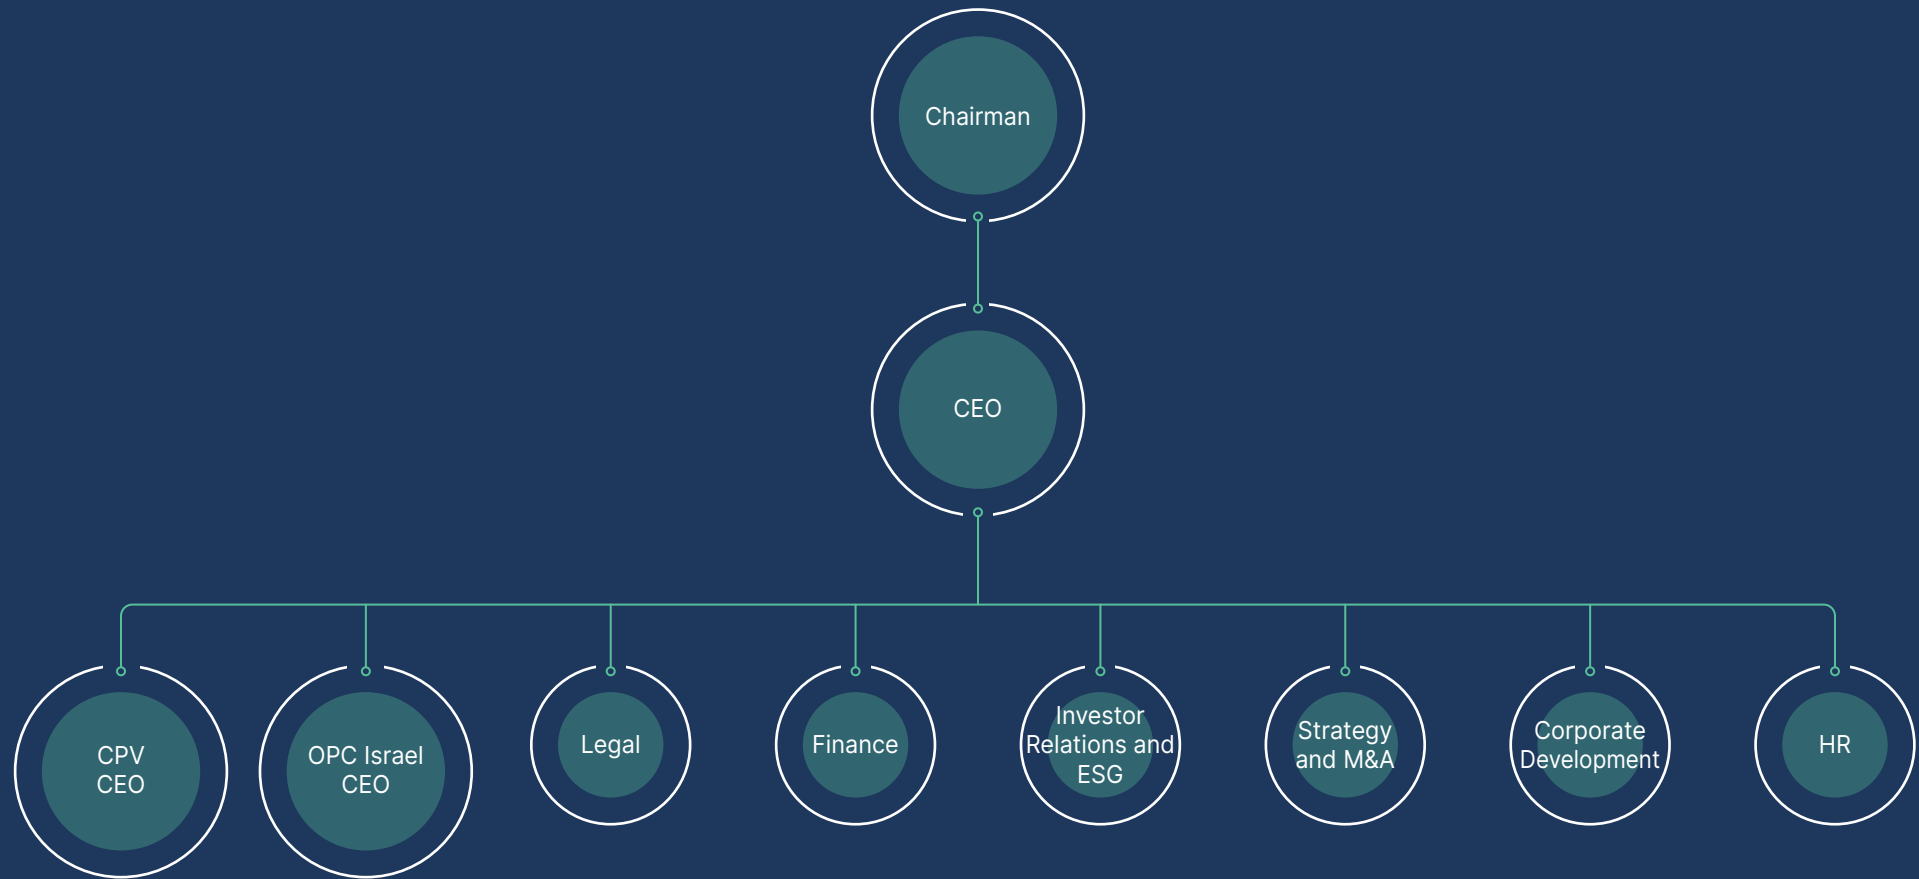 Chairman
CEO
CPV
CEO
OPC Israel
CEO
Legal
Finance
Investor
Relations and
ESG
Strategy
and M&A
Corporate
Development
HR